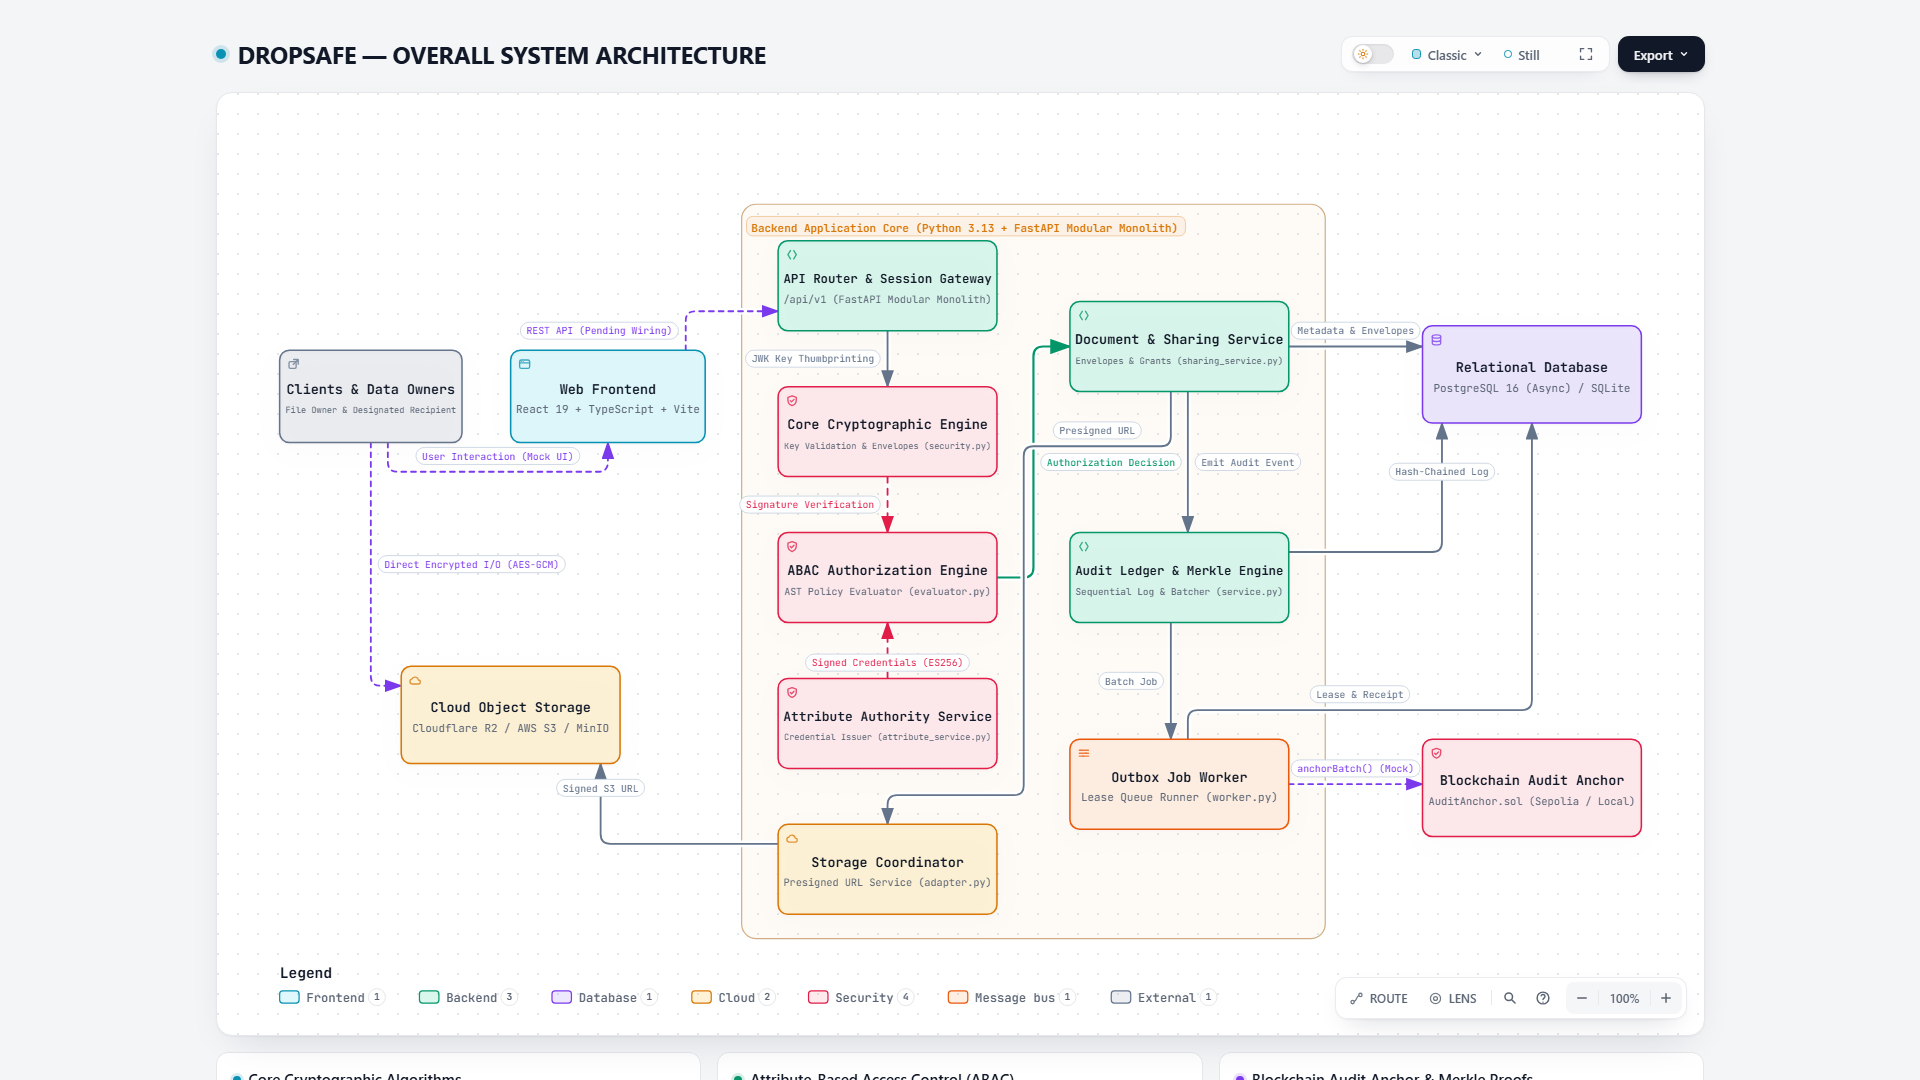 DROPSAFE — OVERALL SYSTEM ARCHITECTURE
Classic
Still
Export
Backend Application Core (Python 3.13 + FastAPI Modular Monolith)
API Router & Session Gateway
/api/v1 (FastAPI Modular Monolith)
REST API (Pending Wiring)
JWK Key Thumbprinting
Document & Sharing Service
Envelopes & Grants (sharing_service.py)
Metadata & Envelopes
Relational Database
PostgreSQL 16 (Async) / SQLite
Clients & Data Owners
File Owner & Designated Recipient
Web Frontend
React 19 + TypeScript + Vite
User Interaction (Mock UI)
Core Cryptographic Engine
Key Validation & Envelopes (security.py)
Presigned URL
Authorization Decision
Emit Audit Event
Hash-Chained Log
Signature Verification
Direct Encrypted I/O (AES-GCM)
ABAC Authorization Engine
AST Policy Evaluator (evaluator.py)
Audit Ledger & Merkle Engine
Sequential Log & Batcher (service.py)
Signed Credentials (ES256)
Batch Job
Lease & Receipt
Cloud Object Storage
Cloudflare R2 / AWS S3 / MinIO
Attribute Authority Service
Credential Issuer (attribute_service.py)
Signed S3 URL
Outbox Job Worker
Lease Queue Runner (worker.py)
anchorBatch() (Mock)
Blockchain Audit Anchor
AuditAnchor.sol (Sepolia / Local)
Storage Coordinator
Presigned URL Service (adapter.py)
Legend
Frontend 1
Backend 3
Database 1
Cloud 2
Security 4
Message bus 1
External 1
ROUTE
LENS
100%
Core Cryptographic Algorithms
Attribute-Based Access Control (ABAC)
Blockchain Audit Anchor & Merkle Proofs